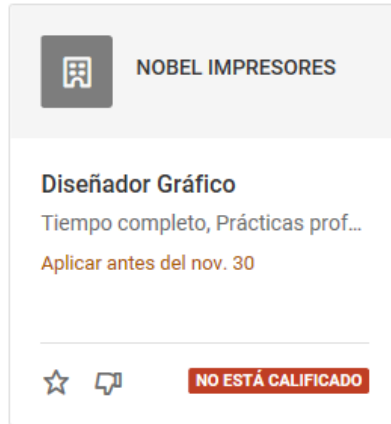 NOBEL IMPRESORES
Diseñador Gráfico
Tiempo completo, Prácticas prof...
Aplicar antes del nov. 30
NO ESTÁ CALIFICADO